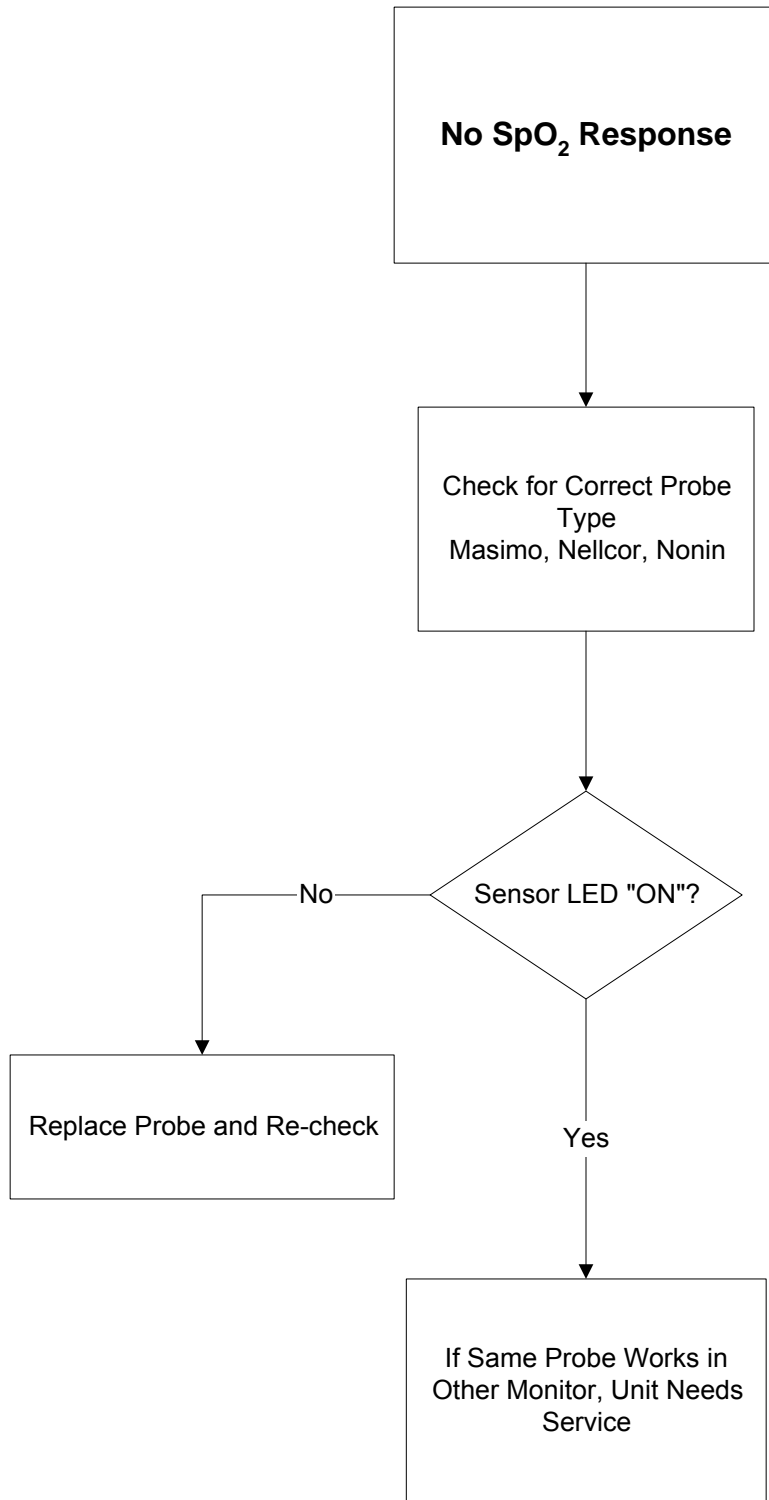 No SpO₂ Response
Check for Correct Probe
Type
Masimo, Nellcor, Nonin
Sensor LED "ON"?
No
Replace Probe and Re-check
Yes
If Same Probe Works in
Other Monitor, Unit Needs
Service